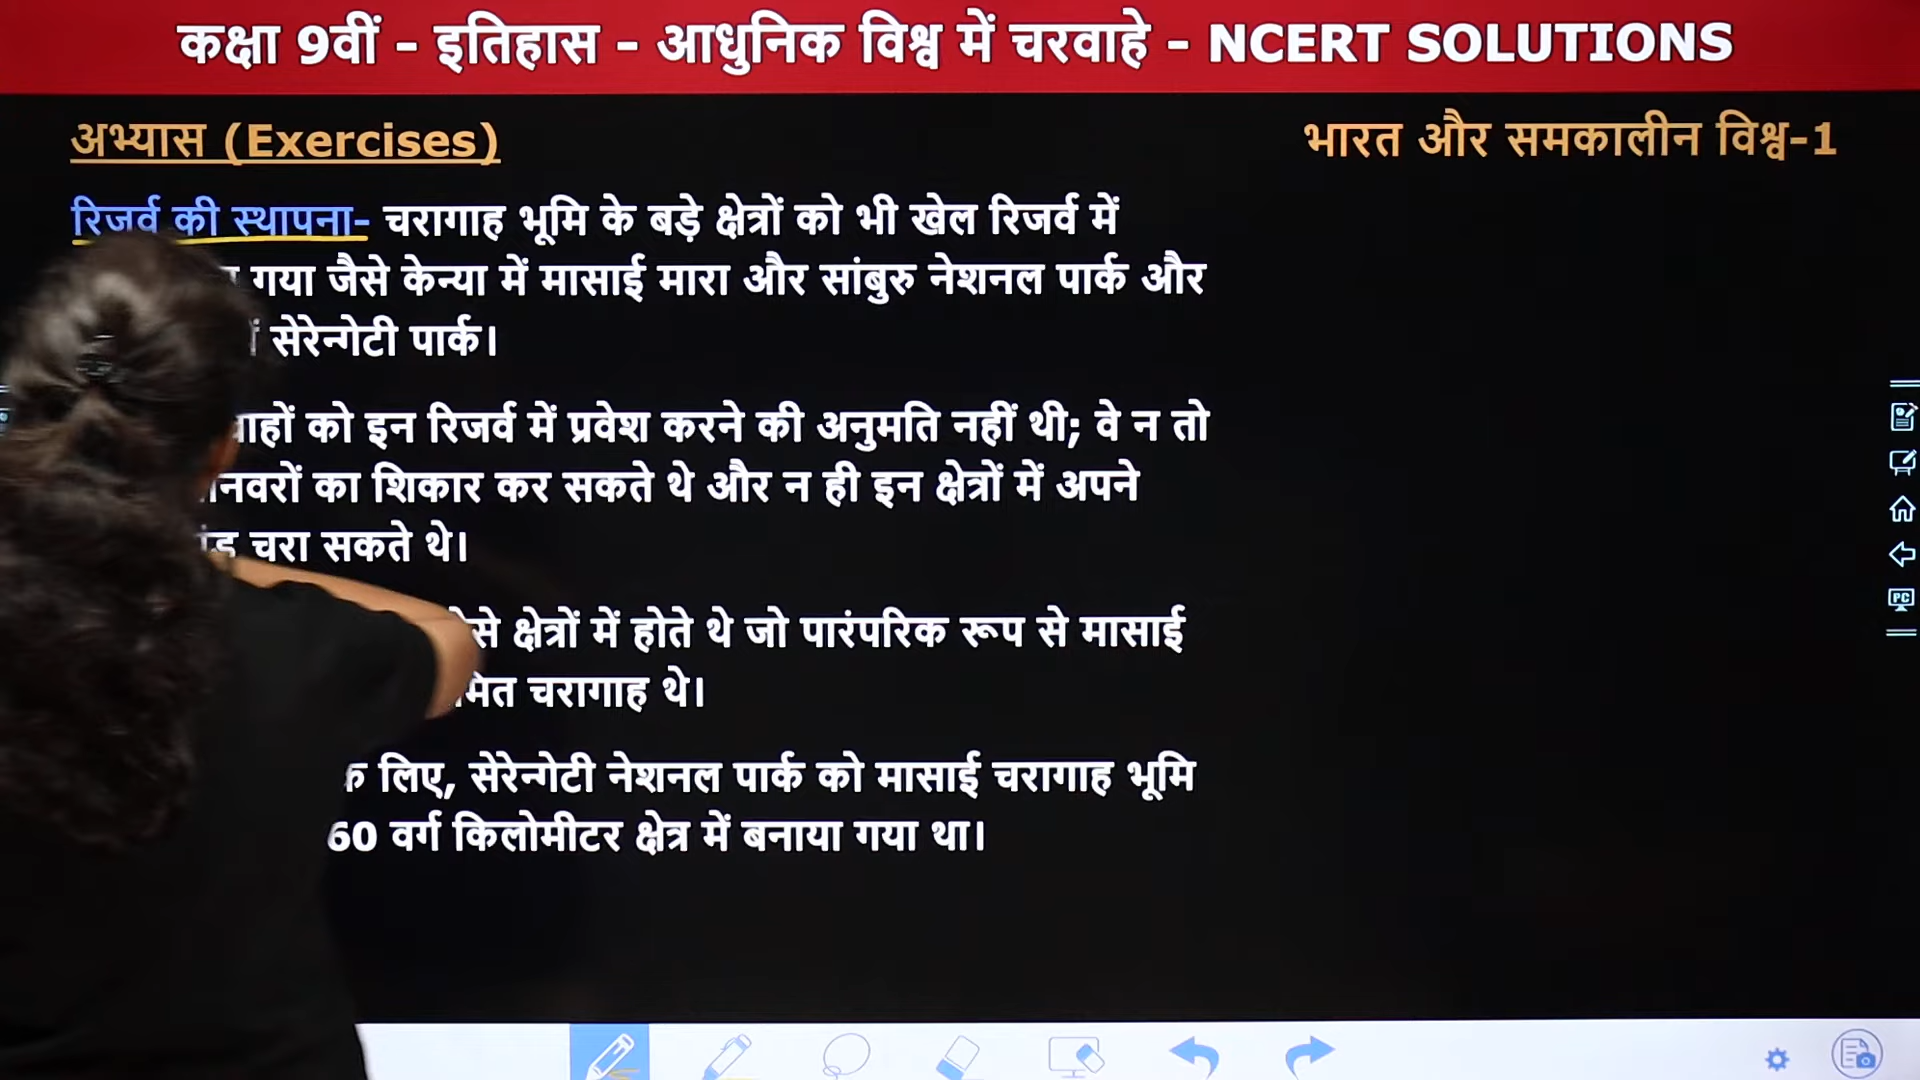 कक्षा 9वीं - इतिहास - आधुनिक विश्व में चरवाहे - NCERT SOLUTIONS
अभ्यास (Exercises)
भारत और समकालीन विश्व-1
रिजर्व की स्थापना- चरागाह भूमि के बड़े क्षेत्रों को भी खेल रिजर्व में
गया जैसे केन्या में मासाई मारा और सांबुरु नेशनल पार्क और
सेरेन्गेटी पार्क।
को इन रिजर्व में प्रवेश करने की अनुमति नहीं थी; वे न तो
का शिकार कर सकते थे और न ही इन क्षेत्रों में अपने
चरा सकते थे।
क्षेत्रों में होते थे जो पारंपरिक रूप से मासाई
चरागाह थे।
लिए, सेरेन्गेटी नेशनल पार्क को मासाई चरागाह भूमि
60 वर्ग किलोमीटर क्षेत्र में बनाया गया था।
PC